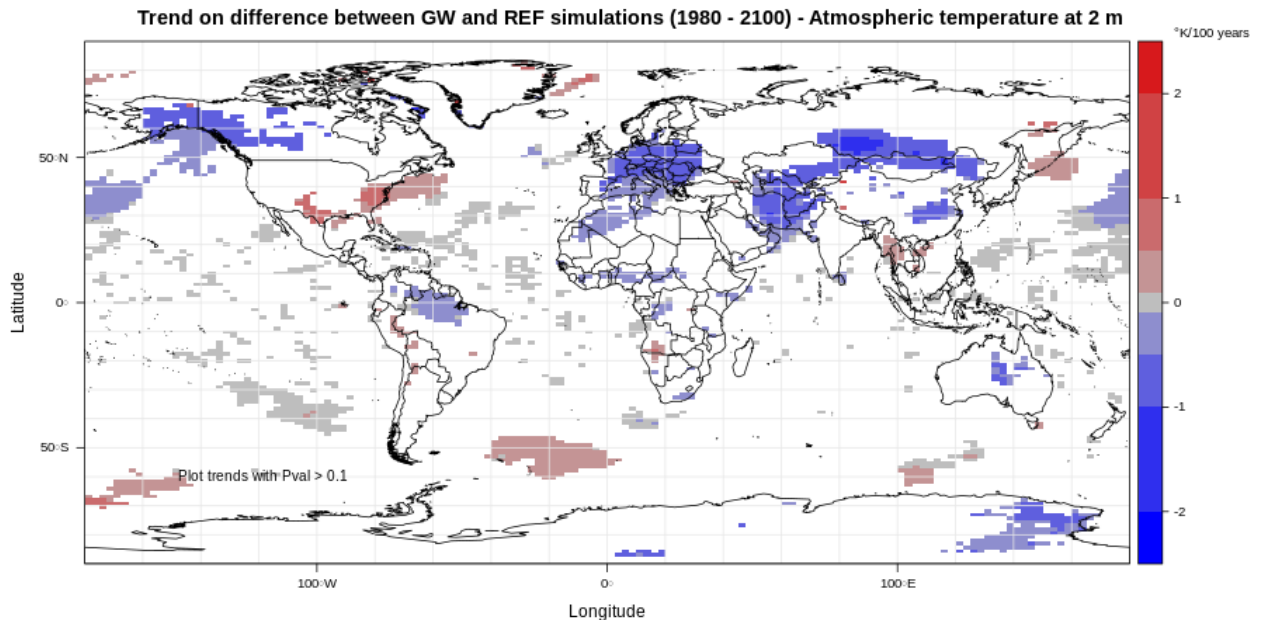 Trend on difference between GW and REF simulations (1980 - 2100) - Atmospheric temperature at 2 m
°K/100 years
2
1
0
-1
-2
Latitude
50○N
0○
50○S
Plot trends with Pval > 0.1
100○W
0○
100○E
Longitude